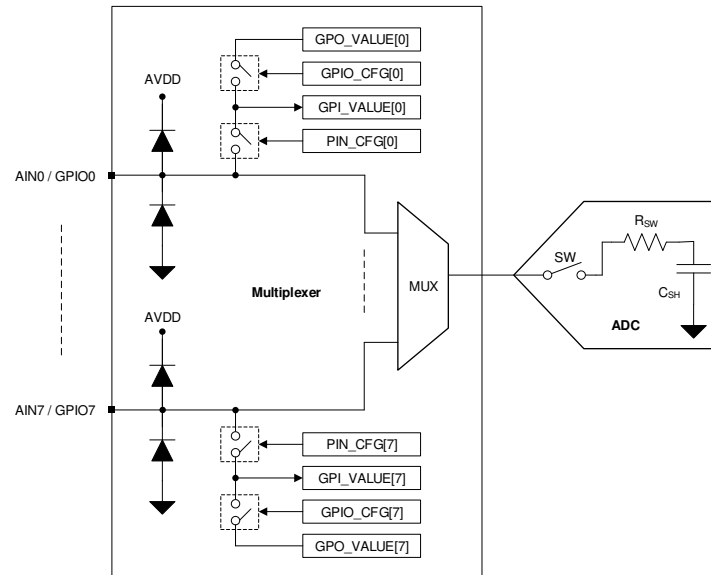 GPO_VALUE[0]
AVDD
GPIO_CFG[0]
GPI_VALUE[0]
PIN_CFG[0]
AIN0 / GPIO0
RSW
SW
MUX
Multiplexer
CSH
ADC
AVDD
AIN7 / GPIO7
PIN_CFG[7]
GPI_VALUE[7]
GPIO_CFG[7]
GPO_VALUE[7]